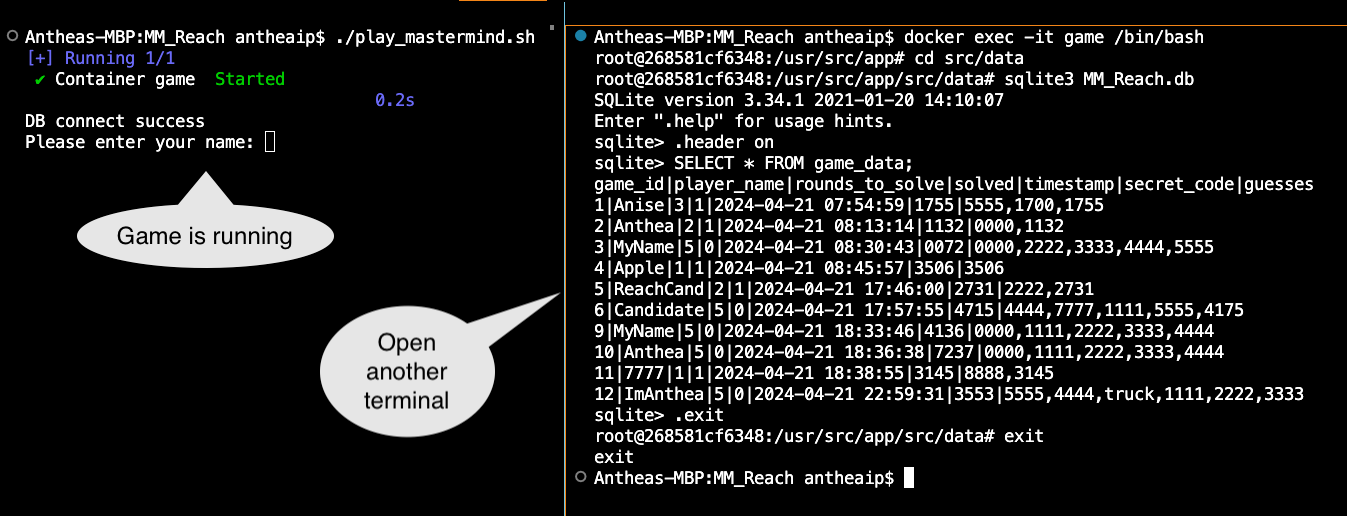 Antheas-MBP:MM_Reach antheaip$ ./play_mastermind.sh
[+] Running 1/1
✔ Container game  Started
0.2s
DB connect success
Please enter your name:
Game is running
Open
another
terminal
Antheas-MBP:MM_Reach antheaip$ docker exec -it game /bin/bash
root@268581cf6348:/usr/src/app# cd src/data
root@268581cf6348:/usr/src/app/src/data# sqlite3 MM_Reach.db
SQLite version 3.34.1 2021-01-20 14:10:07
Enter ".help" for usage hints.
sqlite> .header on
sqlite> SELECT * FROM game_data;
game_id|player_name|rounds_to_solve|solved|timestamp|secret_code|guesses
1|Anise|3|1|2024-04-21 07:54:59|1755|5555,1700,1755
2|Anthea|2|1|2024-04-21 08:13:14|1132|0000,1132
3|MyName|5|0|2024-04-21 08:30:43|0072|0000,2222,3333,4444,5555
4|Apple|1|1|2024-04-21 08:45:57|3506|3506
5|ReachCand|2|1|2024-04-21 17:46:00|2731|2222,2731
6|Candidate|5|0|2024-04-21 17:57:55|4715|4444,7777,1111,5555,4175
9|MyName|5|0|2024-04-21 18:33:46|4136|0000,1111,2222,3333,4444
10|Anthea|5|0|2024-04-21 18:36:38|7237|0000,1111,2222,3333,4444
11|7777|1|1|2024-04-21 18:38:55|3145|8888,3145
12|ImAnthea|5|0|2024-04-21 22:59:31|3553|5555,4444,truck,1111,2222,3333
sqlite> .exit
root@268581cf6348:/usr/src/app/src/data# exit
exit
Antheas-MBP:MM_Reach antheaip$